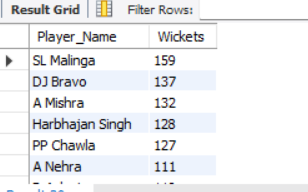 Result Grid Filter Rows:
Player_Name Wickets
SL Malinga 159
DJ Bravo 137
A Mishra 132
Harbhajan Singh 128
PP Chawla 127
A Nehra 111